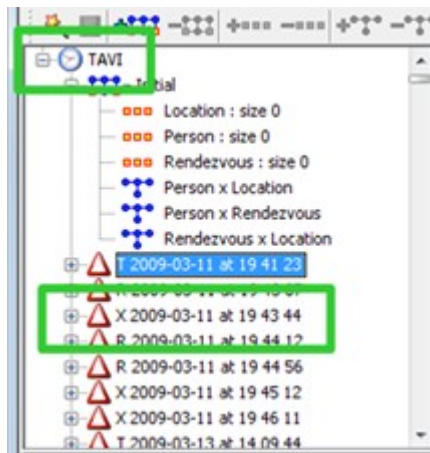 TAVI
Location : size 0
Person : size 0
Rendezvous : size 0
Person x Location
Person x Rendezvous
Rendezvous x Location
T 2009-03-11 at 19 41 23
X 2009-03-11 at 19 43 44
R 2009-03-11 at 19 44 12
R 2009-03-11 at 19 44 56
X 2009-03-11 at 19 45 12
X 2009-03-11 at 19 46 11
T 2009-03-13 at 14 09 44